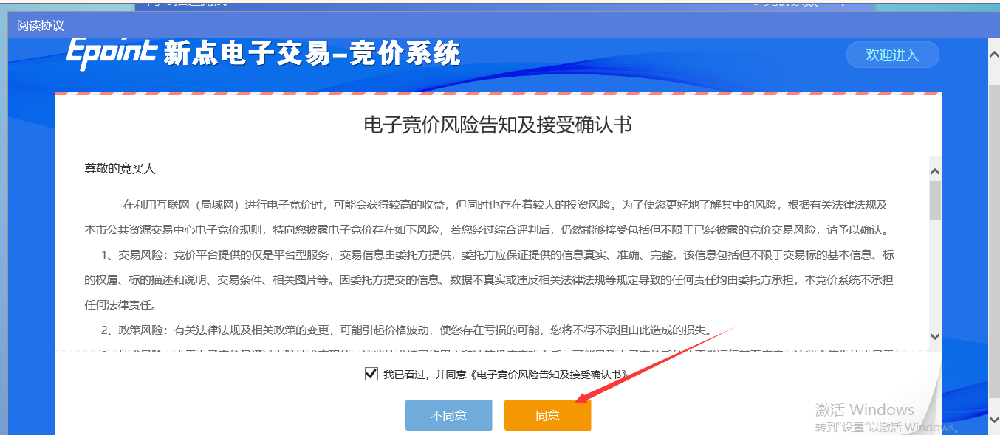 阅读协议
Epoint 新点电子交易-竞价系统
欢迎进入
电子竞价风险告知及接受确认书
尊敬的竞买人
在利用互联网（局域网）进行电子竞价时，可能会获得较高的收益，但同时也存在着较大的投资风险。为了使您更好地了解其中的风险，根据有关法律法规及
本市公共资源交易中心电子竞价规则，特向您披露电子竞价存在如下风险，若您经过综合评判后，仍然能够接受包括但不限于已经披露的竞价交易风险，请予以确认。
1、交易风险：竞价平台提供的仅是平台型服务，交易信息由委托方提供，委托方应保证提供的信息真实、准确、完整，该信息包括但不限于交易标的基本信息、标
的权属、标的描述和说明、交易条件、相关图片等。因委托方提交的信息、数据不真实或违反相关法律法规等规定导致的任何责任均由委托方承担，本竞价系统不承担
任何法律责任。
2、政策风险：有关法律法规及相关政策的变更，可能引起价格波动，使您存在亏损的可能，您将不得不承担由此造成的损失。
我已看过，并同意《电子竞价风险告知及接受确认书》
不同意
同意
激活 Windows
转到"设置"以激活 Windows。